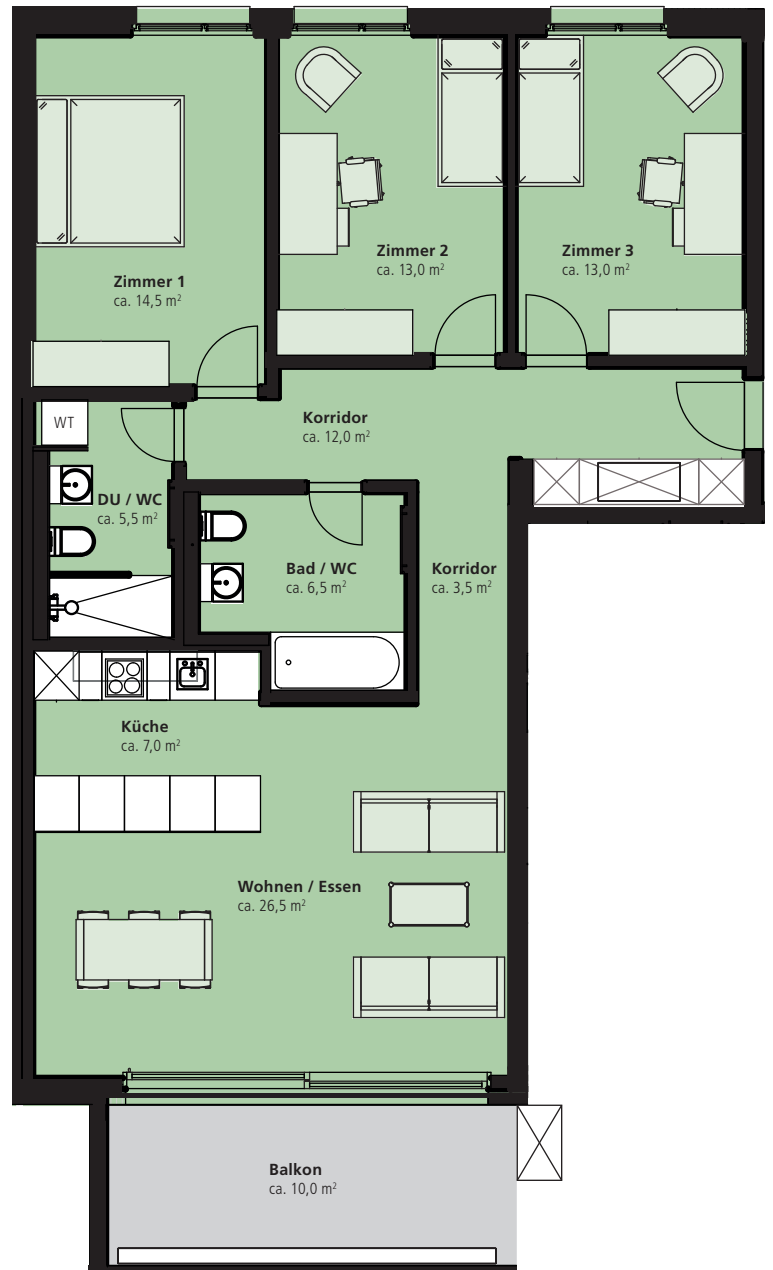 Zimmer 1
ca. 14,5 m²
Zimmer 2
ca. 13,0 m²
Zimmer 3
ca. 13,0 m²
Korridor
ca. 12,0 m²
WT
DU / WC
ca. 5,5 m²
Bad / WC
ca. 6,5 m²
Korridor
ca. 3,5 m²
Küche
ca. 7,0 m²
Wohnen / Essen
ca. 26,5 m²
Balkon
ca. 10,0 m²